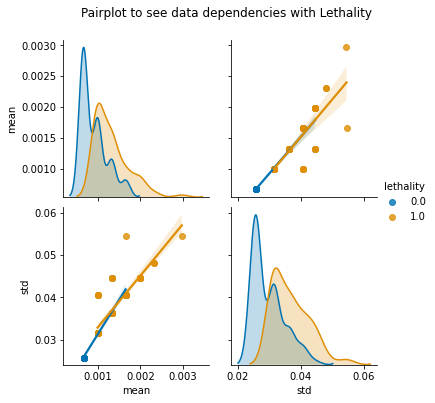 Pairplot to see data dependencies with Lethality
0.0030
0.0025
0.0020
0.0015
0.0010
mean
lethality
0.0
1.0
0.06
0.05
0.04
0.03
std
0.001
0.002
0.003
mean
0.02
0.04
0.06
std